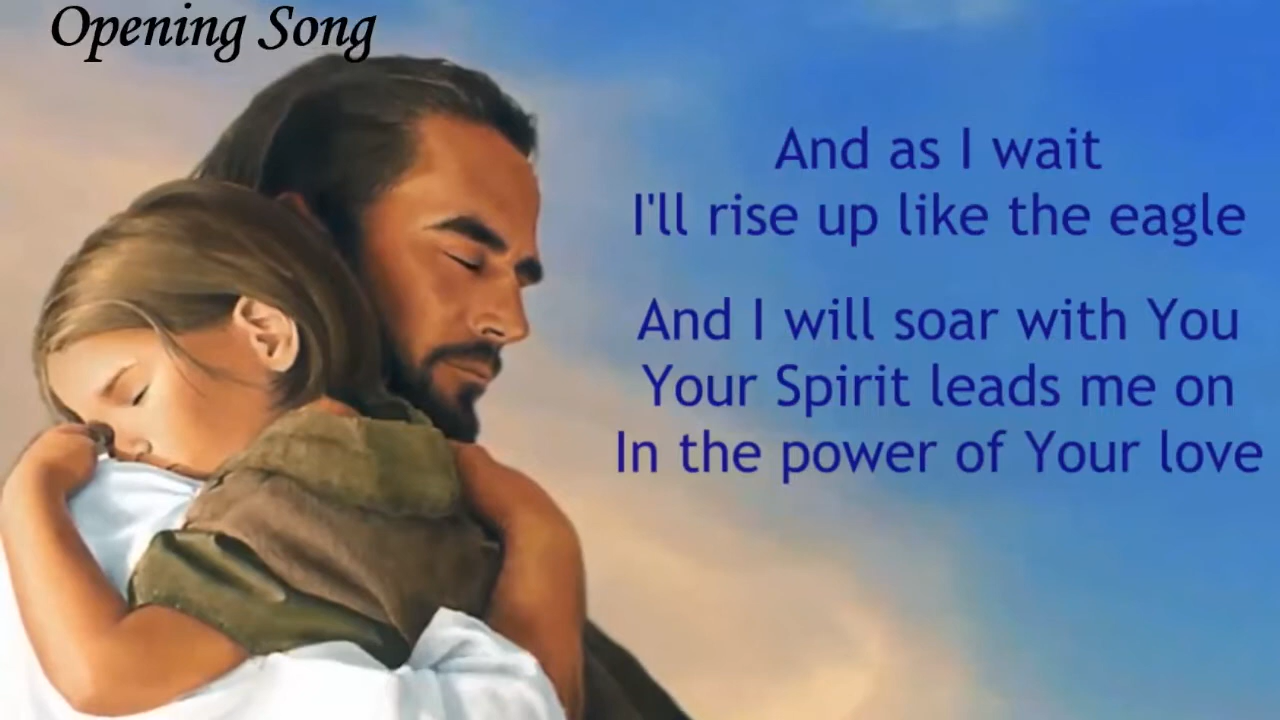 Opening Song
And as I wait
I'll rise up like the eagle
And I will soar with You
Your Spirit leads me on
In the power of Your love